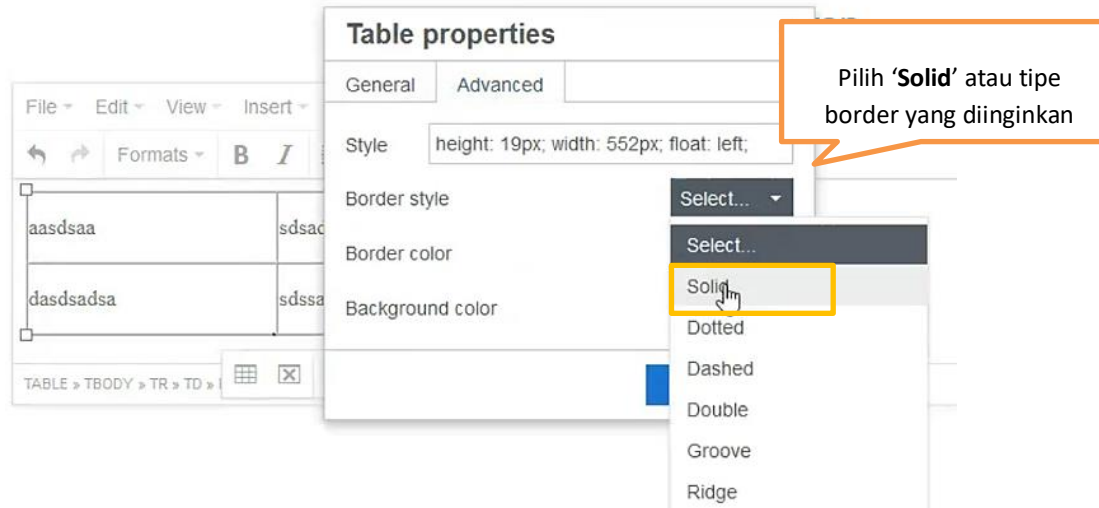 Table properties
General Advanced
Pilih ‘Solid’ atau tipe
border yang diinginkan
File Edit View Insert
Formats B I
Style height: 19px; width: 552px; float: left;
Border style Select...
aasdsaa
Border color
Select...
Solid
dasdsadsa
Background color
Dotted
TABLE » TBODY » TR » TD »
Dashed
Double
Groove
Ridge